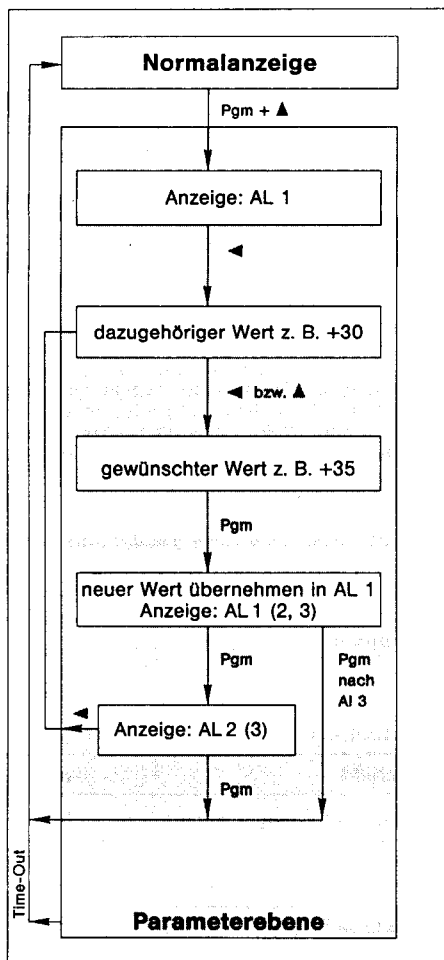 Normalanzeige
Pgm + ▲
Anzeige: AL 1
◄
dazugehöriger Wert z. B. +30
◄ bzw. ▲
gewünschter Wert z. B. +35
Pgm
neuer Wert übernehmen in AL 1
Anzeige: AL 1 (2, 3)
Pgm
Pgm
nach
Al 3
◄
Anzeige: AL 2 (3)
Pgm
Time-Out
Parameterebene